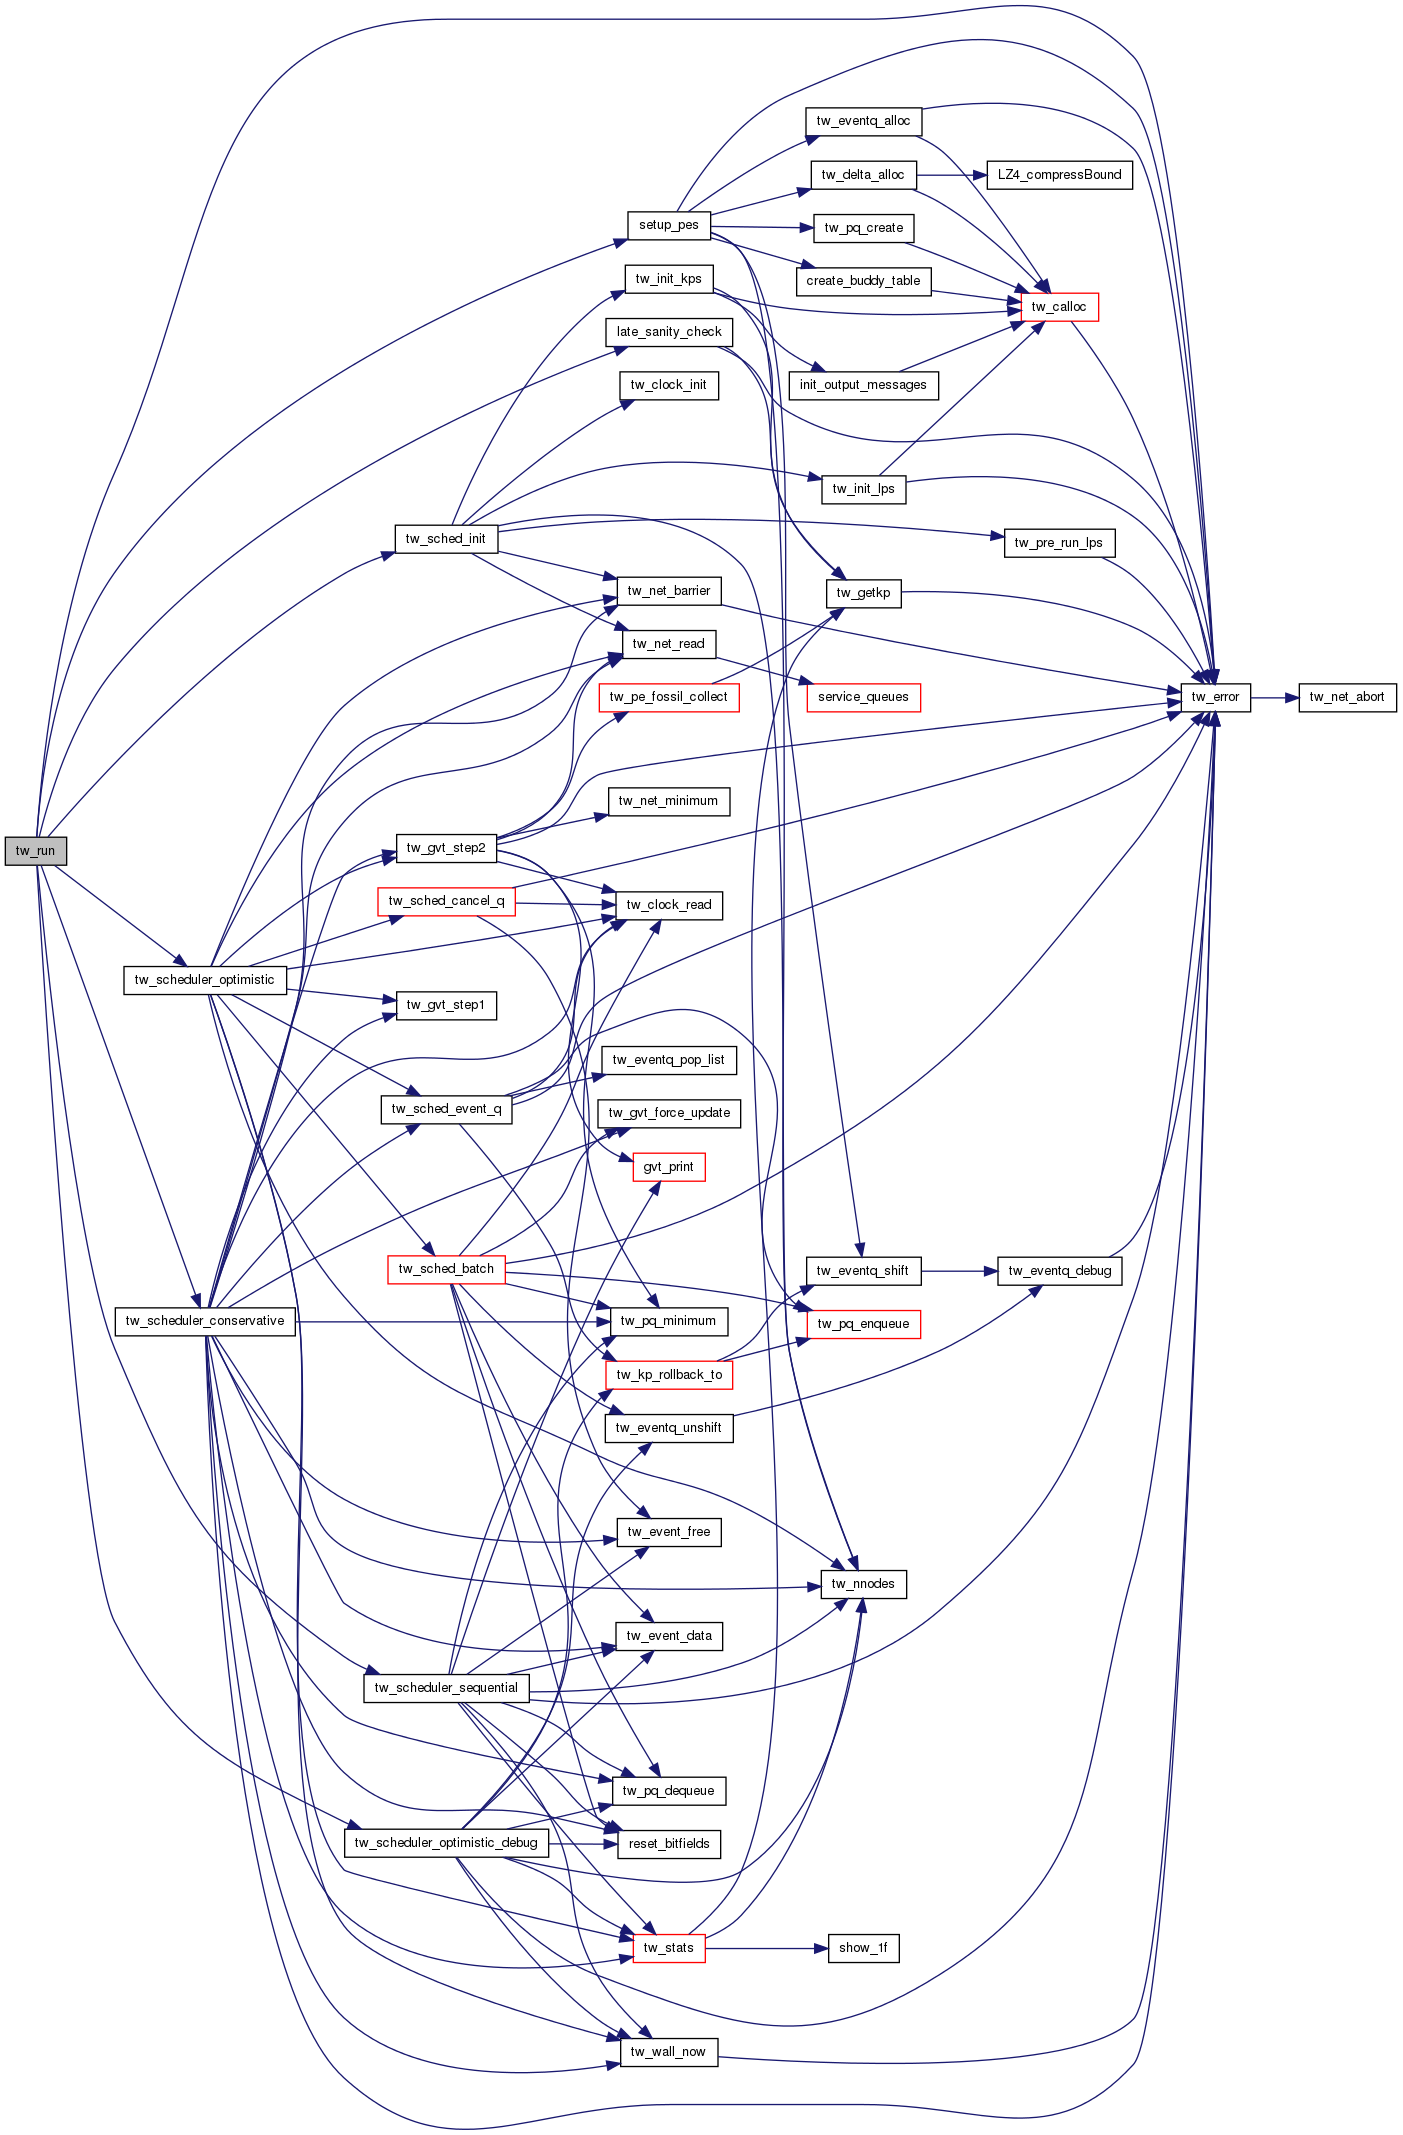 tw_eventq_alloc
tw_delta_alloc
LZ4_compressBound
setup_pes
tw_pq_create
tw_init_kps
create_buddy_table
tw_calloc
late_sanity_check
tw_clock_init
init_output_messages
tw_init_lps
tw_sched_init
tw_pre_run_lps
tw_net_barrier
tw_getkp
tw_net_read
tw_pe_fossil_collect
service_queues
tw_error
tw_net_abort
tw_net_minimum
tw_run
tw_gvt_step2
tw_sched_cancel_q
tw_clock_read
tw_scheduler_optimistic
tw_gvt_step1
tw_eventq_pop_list
tw_sched_event_q
tw_gvt_force_update
gvt_print
tw_sched_batch
tw_eventq_shift
tw_eventq_debug
tw_scheduler_conservative
tw_pq_minimum
tw_pq_enqueue
tw_kp_rollback_to
tw_eventq_unshift
tw_event_free
tw_nnodes
tw_event_data
tw_scheduler_sequential
tw_pq_dequeue
tw_scheduler_optimistic_debug
reset_bitfields
tw_stats
show_1f
tw_wall_now